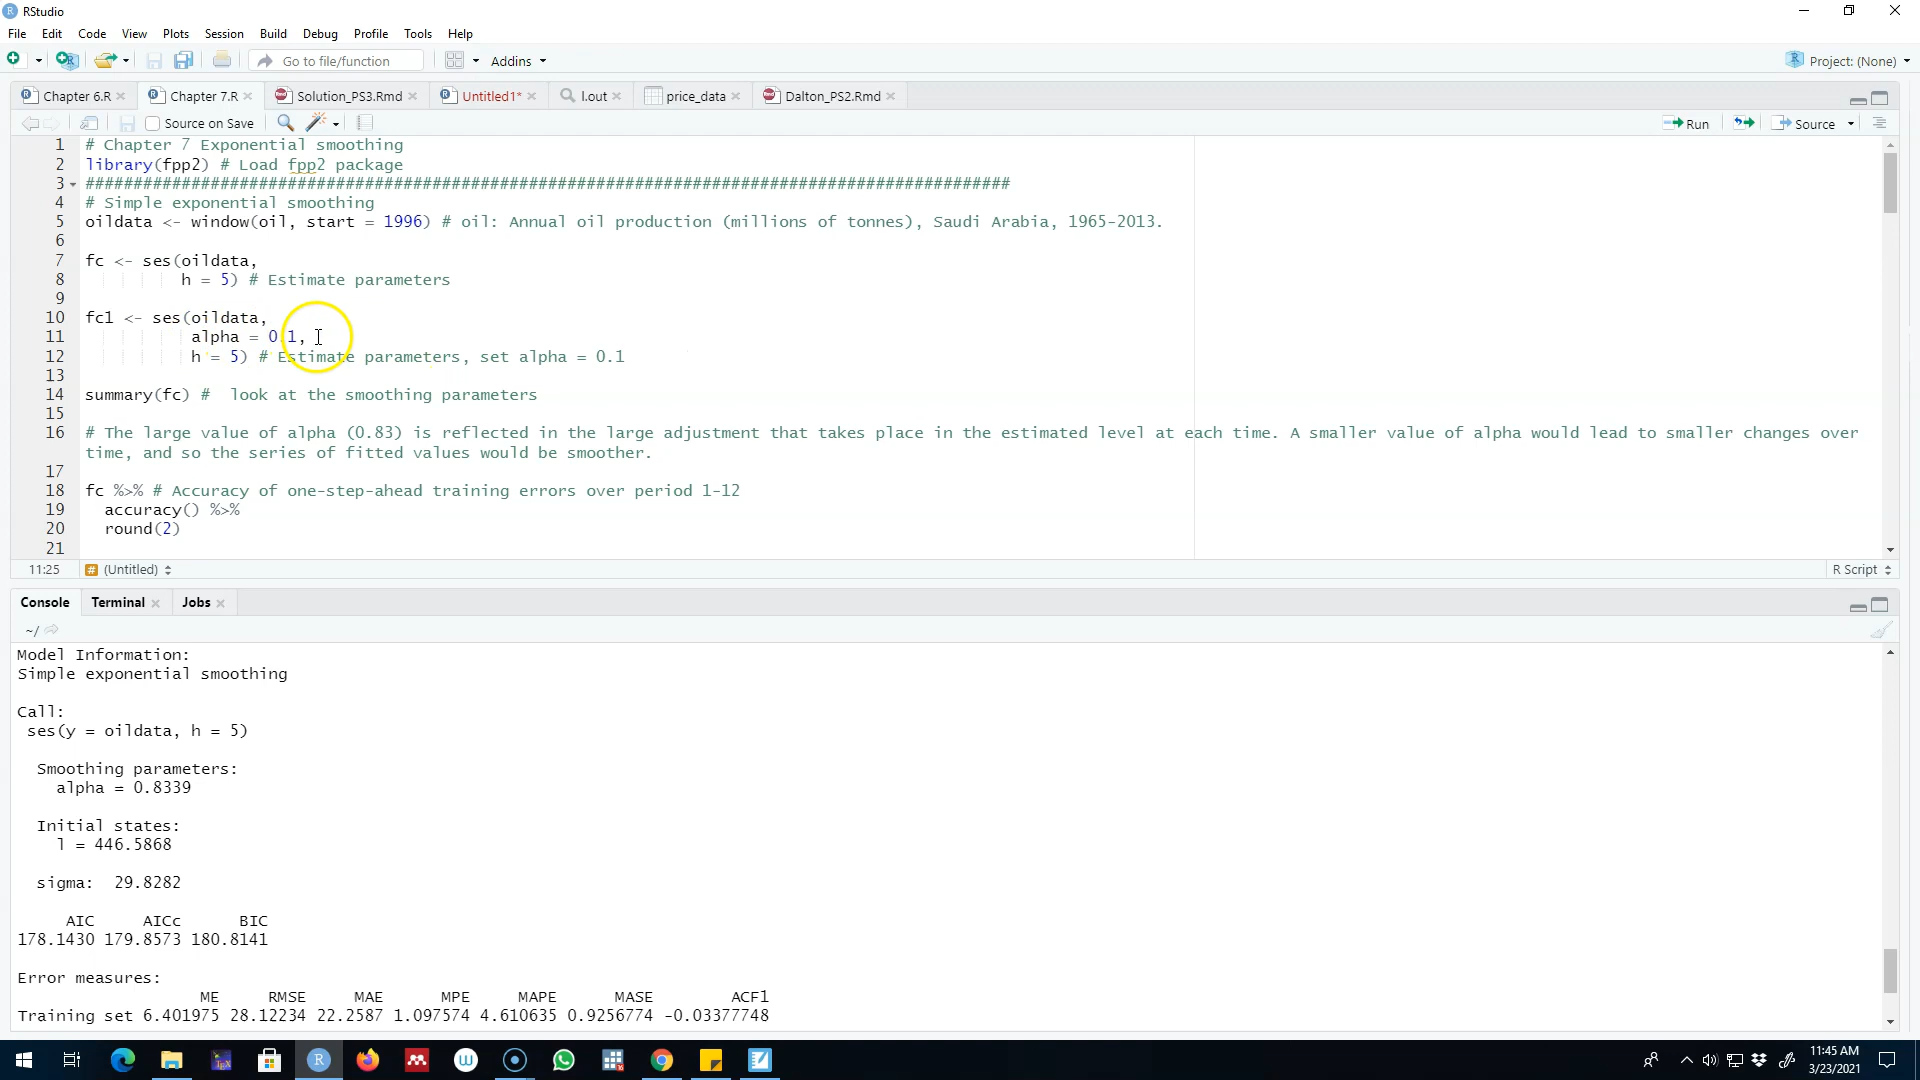 RStudio
File Edit Code View Plots Session Build Debug Profile Tools Help
Go to file/function Addins Project: (None)
Chapter 6.R Chapter 7.R Solution_PS3.Rmd Untitled1* l.out price_data Dalton_PS2.Rmd
Source on Save Run Source
1 # Chapter 7 Exponential smoothing
2 library(fpp2) # Load fpp2 package
3 ################################################################################################
4 # Simple exponential smoothing
5 oildata <- window(oil, start = 1996) # oil: Annual oil production (millions of tonnes), Saudi Arabia, 1965-2013.
6
7 fc <- ses(oildata,
8 h = 5) # Estimate parameters
9
10 fc1 <- ses(oildata,
11 alpha = 0.1,
12 h = 5) # Estimate parameters, set alpha = 0.1
13
14 summary(fc) #  look at the smoothing parameters
15
16 # The large value of alpha (0.83) is reflected in the large adjustment that takes place in the estimated level at each time. A smaller value of alpha would lead to smaller changes over
time, and so the series of fitted values would be smoother.
17
18 fc %>% # Accuracy of one-step-ahead training errors over period 1-12
19 accuracy() %>%
20 round(2)
21
11:25 # (Untitled) R Script
Console Terminal Jobs
~/
Model Information:
Simple exponential smoothing
Call:
ses(y = oildata, h = 5)
Smoothing parameters:
alpha = 0.8339
Initial states:
l = 446.5868
sigma:  29.8282
AIC AICc BIC
178.1430 179.8573 180.8141
Error measures:
ME RMSE MAE MPE MAPE MASE ACF1
Training set 6.401975 28.12234 22.2587 1.097574 4.610635 0.9256774 -0.03377748
11:45 AM
3/23/2021